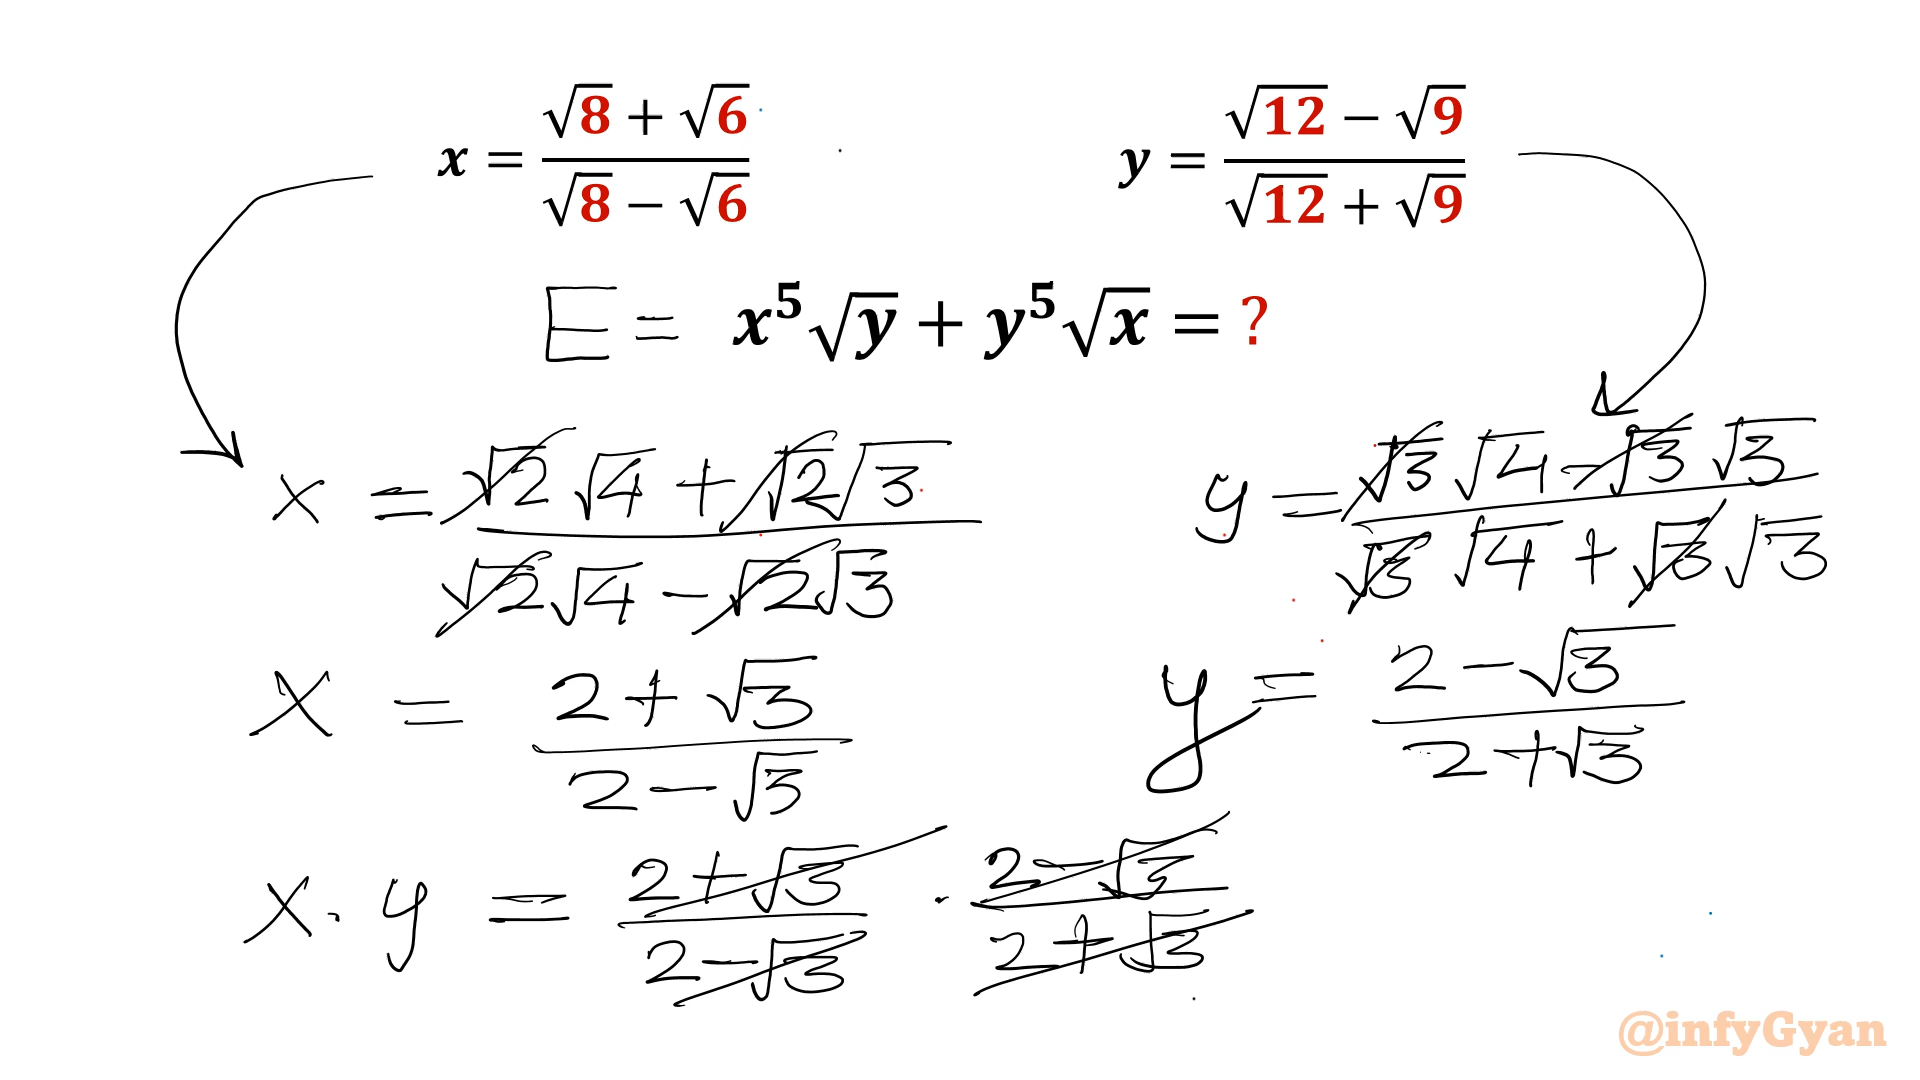 x = (√8 + √6)/(√8 − √6)
y = (√12 − √9)/(√12 + √9)
E = x⁵√y + y⁵√x = ?
x = (√2 √4 + √2 √3)/(√2 √4 − √2 √3)
y = (√3 √4 − √3 √3)/(√3 √4 + √3 √3)
x = (2 + √3)/(2 − √3)
y = (2 − √3)/(2 + √3)
x . y = (2 + √3)/(2 − √3) · (2 − √3)/(2 + √3)
@infyGyan